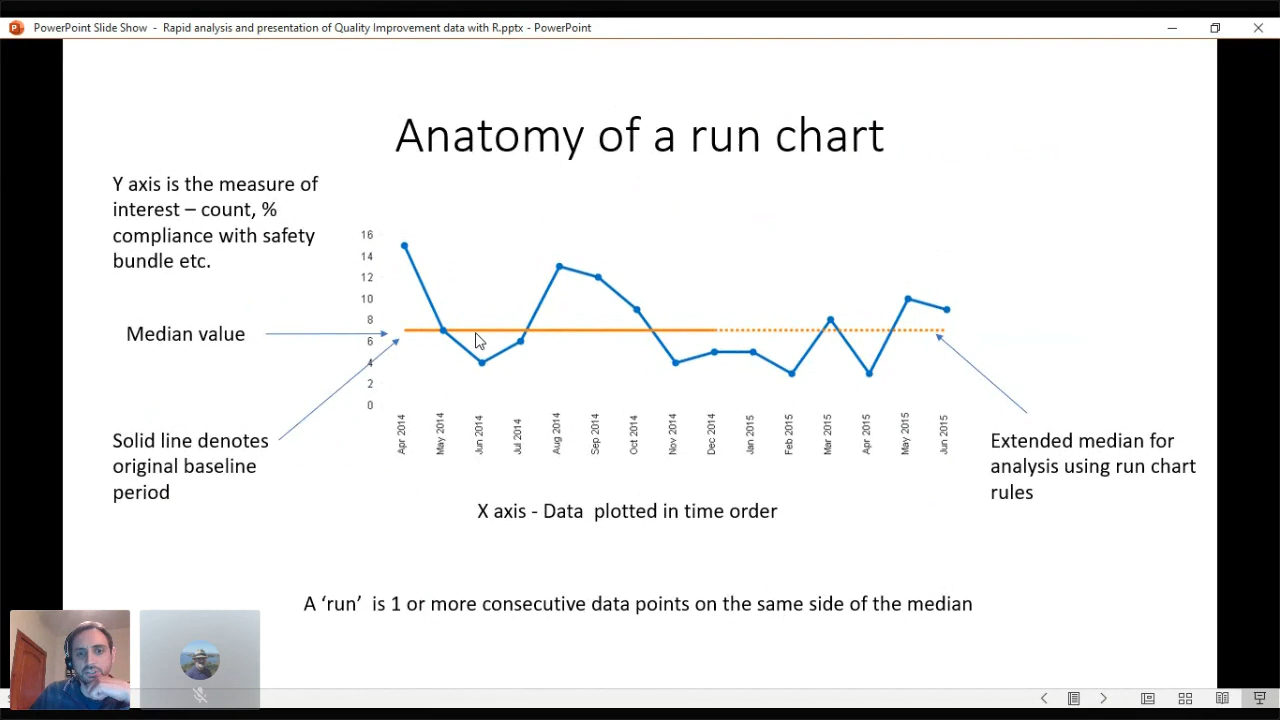 PowerPoint Slide Show - Rapid analysis and presentation of Quality Improvement data with R.pptx - PowerPoint
Anatomy of a run chart
Y axis is the measure of
interest – count, %
compliance with safety
bundle etc.
Median value
Solid line denotes
original baseline
period
16
14
12
10
8
6
4
2
0
Apr 2014
May 2014
Jun 2014
Jul 2014
Aug 2014
Sep 2014
Oct 2014
Nov 2014
Dec 2014
Jan 2015
Feb 2015
Mar 2015
Apr 2015
May 2015
Jun 2015
Extended median for
analysis using run chart
rules
X axis - Data plotted in time order
A ‘run’ is 1 or more consecutive data points on the same side of the median